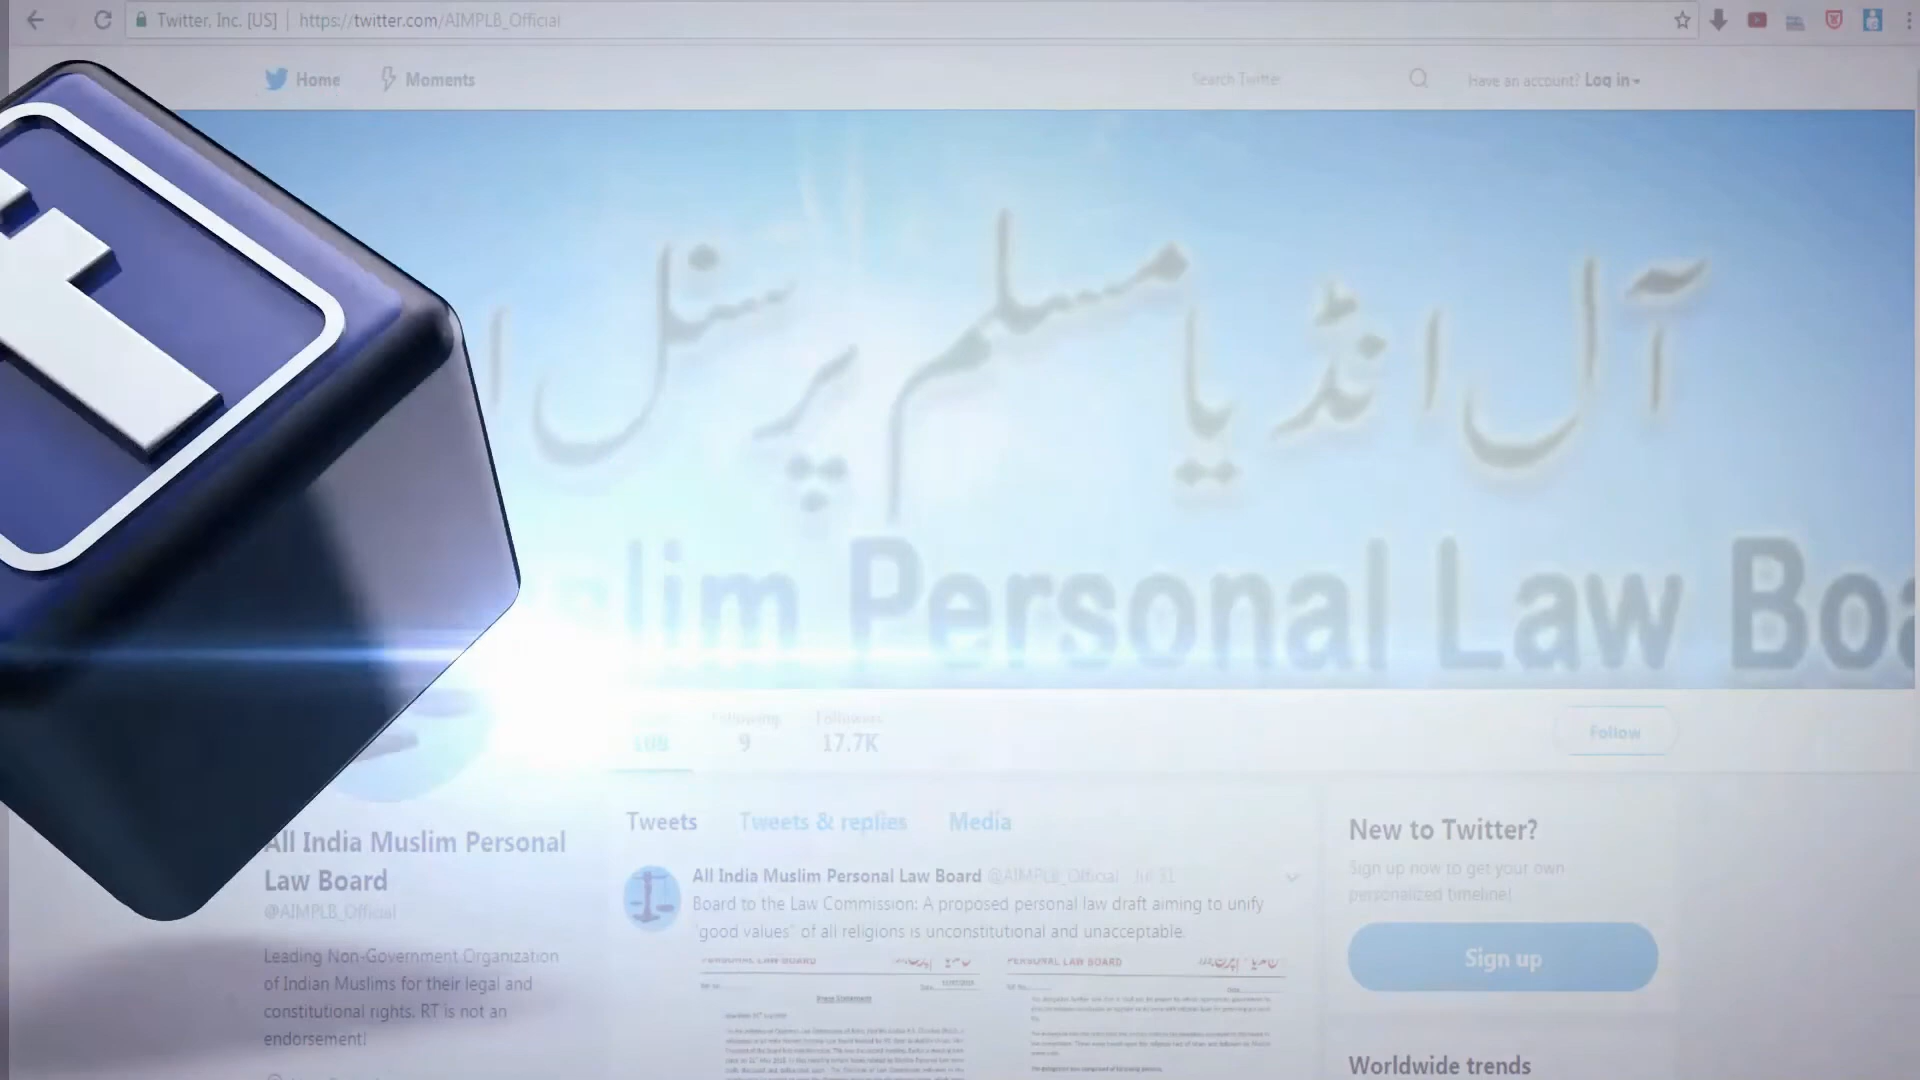 Twitter, Inc. [US] | https://twitter.com/AIMPLB_Official
Home Moments Search Twitter Have an account? Log in
آل انڈیا مسلم پرسنل ا
slim Personal Law Boa
Following Followers
108 9 17.7K Follow
Tweets Tweets & replies Media
All India Muslim Personal
Law Board
@AIMPLB_Official
Leading Non-Government Organization
of Indian Muslims for their legal and
constitutional rights. RT is not an
endorsement!
All India Muslim Personal Law Board @AIMPLB_Official Jul 31
Board to the Law Commission: A proposed personal law draft aiming to unify
"good values" of all religions is unconstitutional and unacceptable.
PERSONAL LAW BOARD PERSONAL LAW BOARD
Press Statement
New to Twitter?
Sign up now to get your own
personalized timeline!
Sign up
Worldwide trends
f